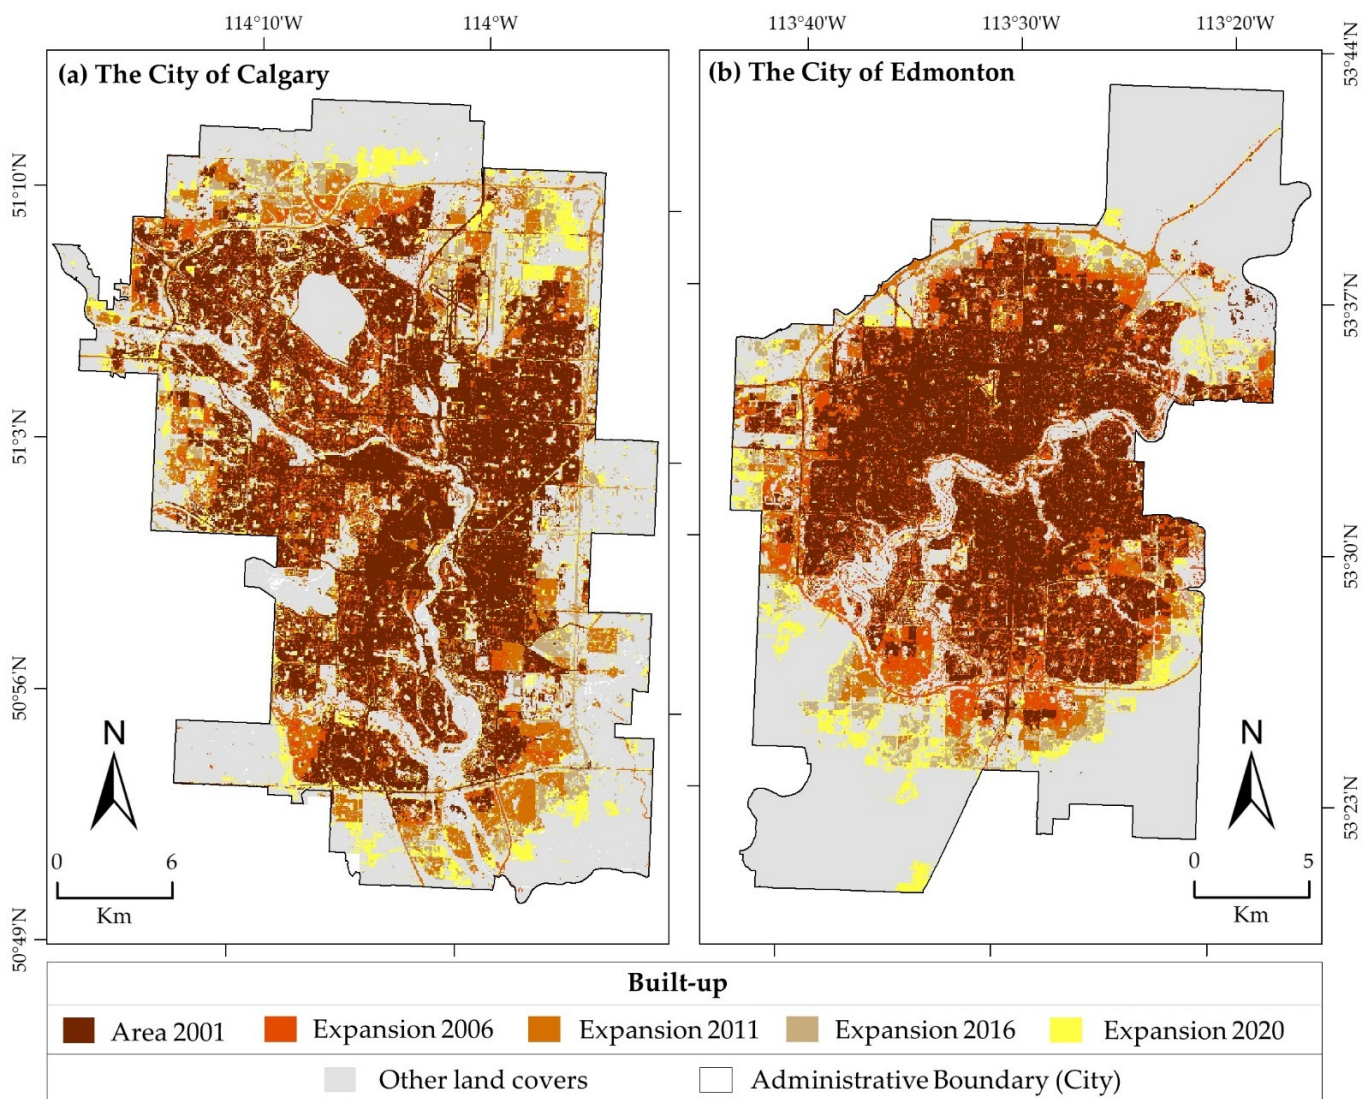 114°10'W 114°W 113°40'W 113°30'W 113°20'W
(a) The City of Calgary
(b) The City of Edmonton
51°10'N
51°3'N
50°56'N
50°49'N
53°44'N
53°37'N
53°30'N
53°23'N
N
0 6
Km
N
0 5
Km
Built-up
Area 2001 Expansion 2006 Expansion 2011 Expansion 2016 Expansion 2020
Other land covers Administrative Boundary (City)